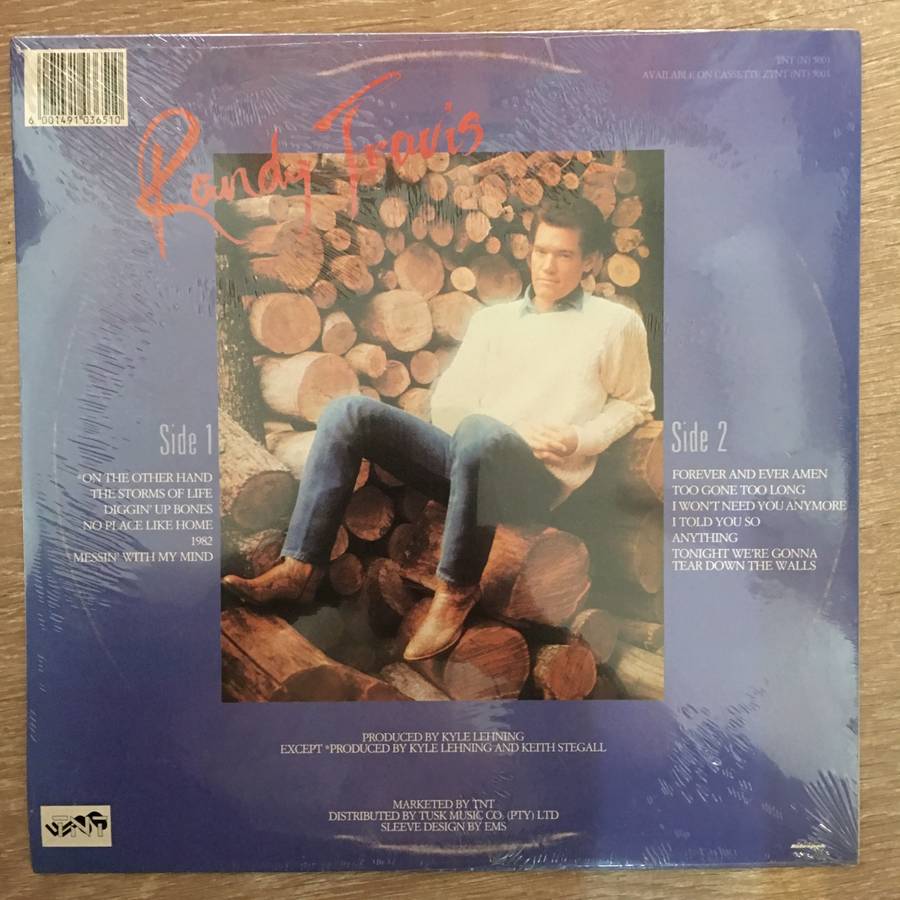 6 001491 036510
TNT (N) 5001
AVAILABLE ON CASSETTE ZTNT (NT) 5001
Randy Travis
Side 1
*ON THE OTHER HAND
THE STORMS OF LIFE
DIGGIN' UP BONES
NO PLACE LIKE HOME
1982
MESSIN' WITH MY MIND
Side 2
FOREVER AND EVER AMEN
TOO GONE TOO LONG
I WON'T NEED YOU ANYMORE
I TOLD YOU SO
ANYTHING
TONIGHT WE'RE GONNA
TEAR DOWN THE WALLS
PRODUCED BY KYLE LEHNING
EXCEPT *PRODUCED BY KYLE LEHNING AND KEITH STEGALL
MARKETED BY TNT
DISTRIBUTED BY TUSK MUSIC CO. (PTY) LTD
SLEEVE DESIGN BY EMS